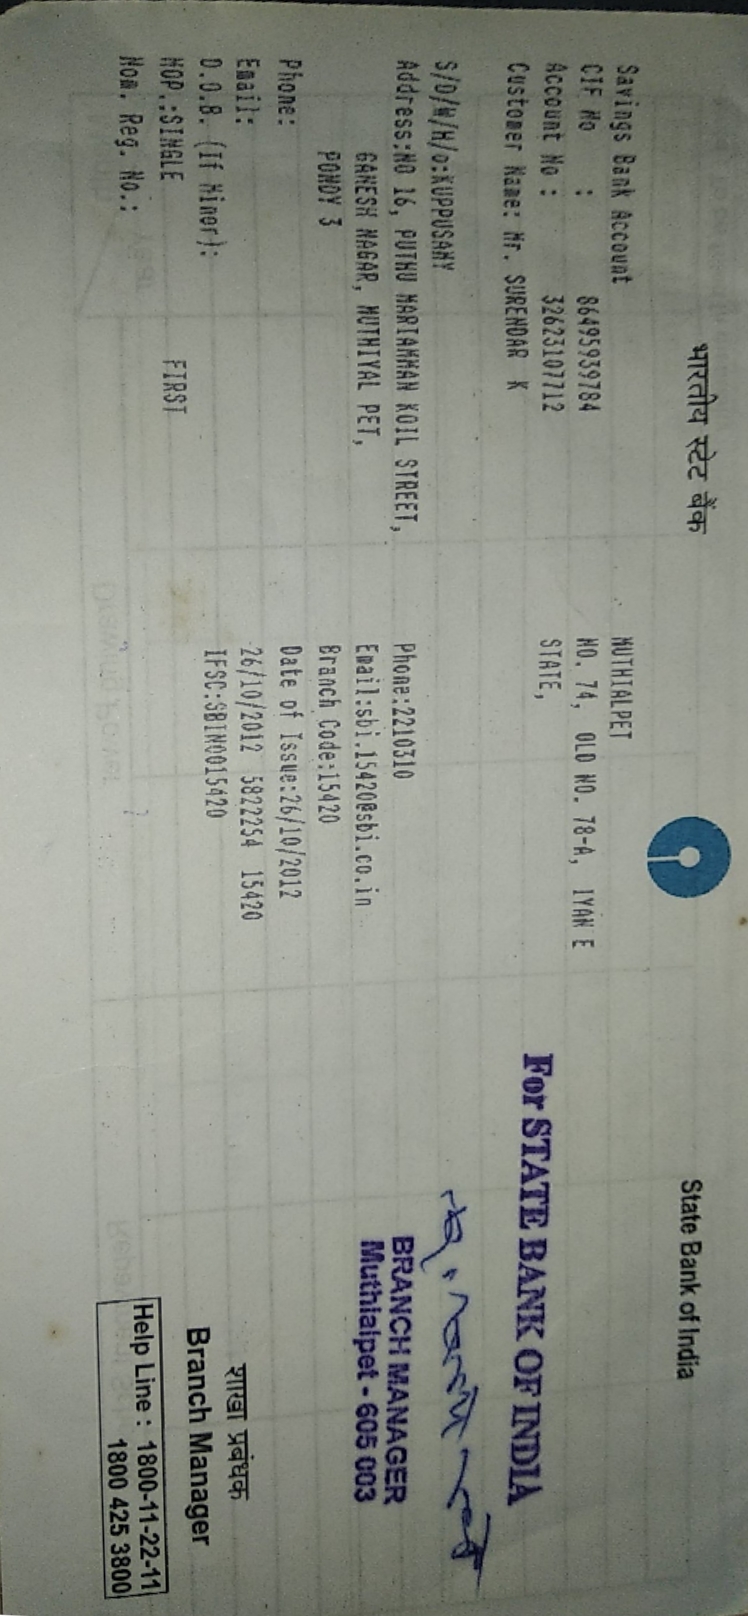 भारतीय स्टेट बैंक
State Bank of India
Savings Bank Account
CIF No : 86495939784
Account No : 32623107712
Customer Name: Mr. SURENDAR K
S/D/W/H/o:KUPPUSAMY
Address:NO 16, PUTHU MARIAMMAN KOIL STREET,
GANESH NAGAR, MUTHIYAL PET,
PONDY 3
Phone:
Email:
D.O.B. (If Minor):
MOP.:SINGLE FIRST
Nom. Reg. No.:
MUTHIALPET
NO. 74, OLD NO. 78-A, IYAN E
STATE,
Phone:2210310
Email:sbi.15420@sbi.co.in
Branch Code:15420
Date of Issue:26/10/2012
26/10/2012 5822254 15420
IFSC:SBIN0015420
For STATE BANK OF INDIA
BRANCH MANAGER
Muthialpet - 605 003
शाखा प्रबंधक
Branch Manager
Help Line : 1800-11-22-11
1800 425 3800